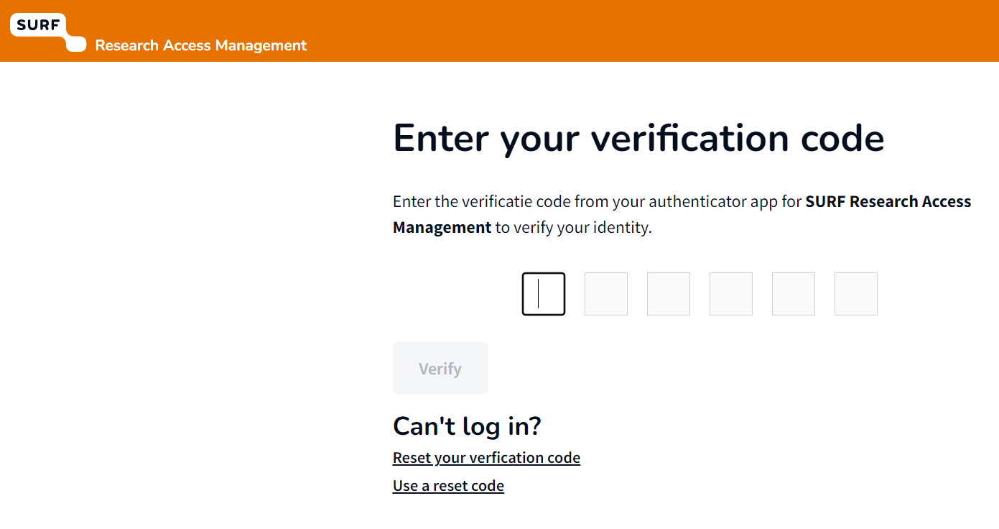 SURF
Research Access Management
Enter your verification code
Enter the verificatie code from your authenticator app for SURF Research Access
Management to verify your identity.
Verify
Can't log in?
Reset your verfication code
Use a reset code